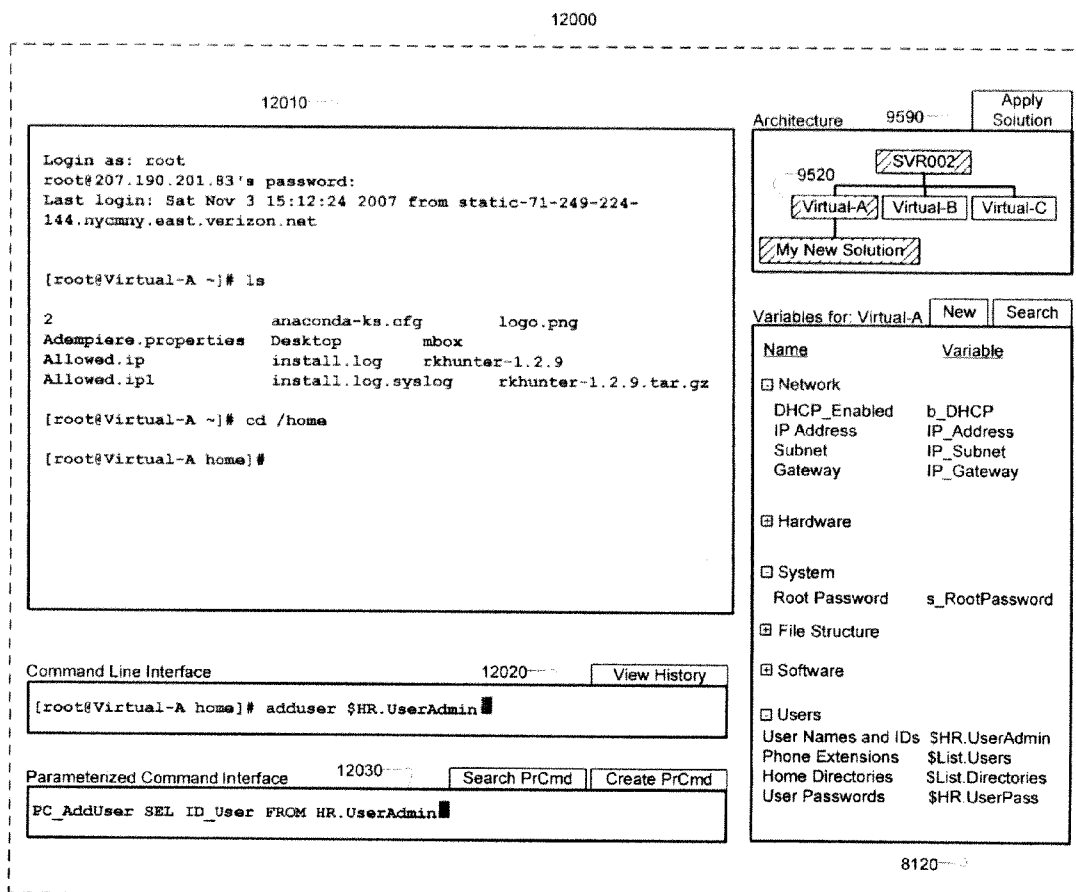 12000
12010
Login as: root
root@207.190.201.83's password:
Last login: Sat Nov 3 15:12:24 2007 from static-71-249-224-
144.nycmny.east.verizon.net
[root@Virtual-A ~]# ls
2 anaconda-ks.cfg logo.png
Adempiere.properties Desktop mbox
Allowed.ip install.log rkhunter-1.2.9
Allowed.ip1 install.log.syslog rkhunter-1.2.9.tar.gz
[root@Virtual-A ~]# cd /home
[root@Virtual-A home]#
Command Line Interface 12020 View History
[root@Virtual-A home]# adduser $HR.UserAdmin
Parameterized Command Interface 12030 Search PrCmd Create PrCmd
PC_AddUser SEL ID_User FROM HR.UserAdmin
Architecture 9590 Apply Solution
SVR002
9520
Virtual-A Virtual-B Virtual-C
My New Solution
Variables for: Virtual-A New Search
Name Variable
Network
DHCP_Enabled b_DHCP
IP Address IP_Address
Subnet IP_Subnet
Gateway IP_Gateway
Hardware
System
Root Password s_RootPassword
File Structure
Software
Users
User Names and IDs $HR.UserAdmin
Phone Extensions $List.Users
Home Directories $List.Directories
User Passwords $HR.UserPass
8120